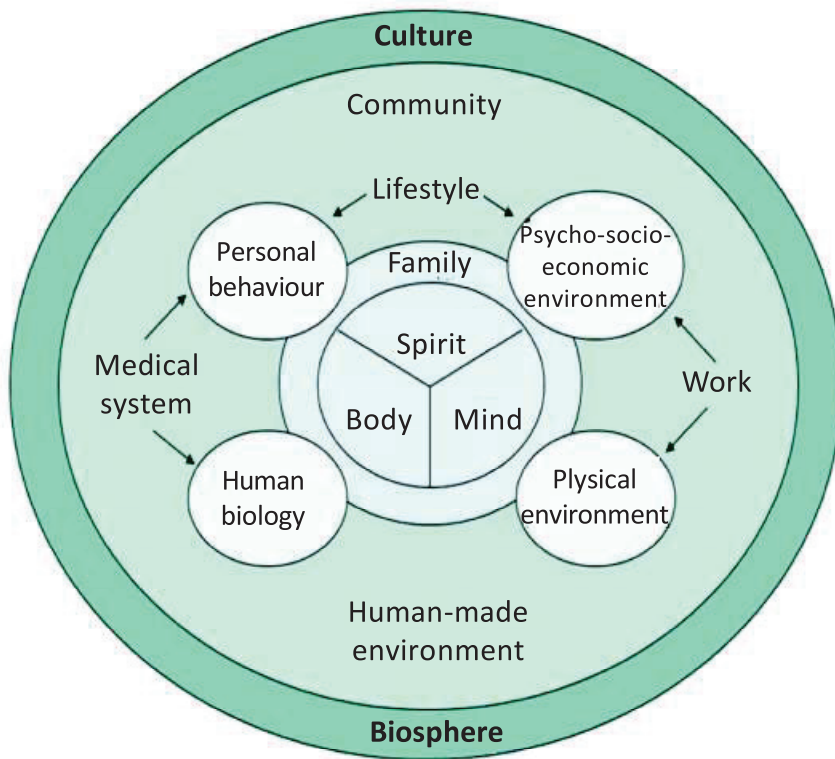 Culture
Community
Lifestyle
Personal
behaviour
Psycho-socio-
economic
environment
Family
Spirit
Medical
system
Work
Body
Mind
Human
biology
Plysical
environment
Human-made
environment
Biosphere